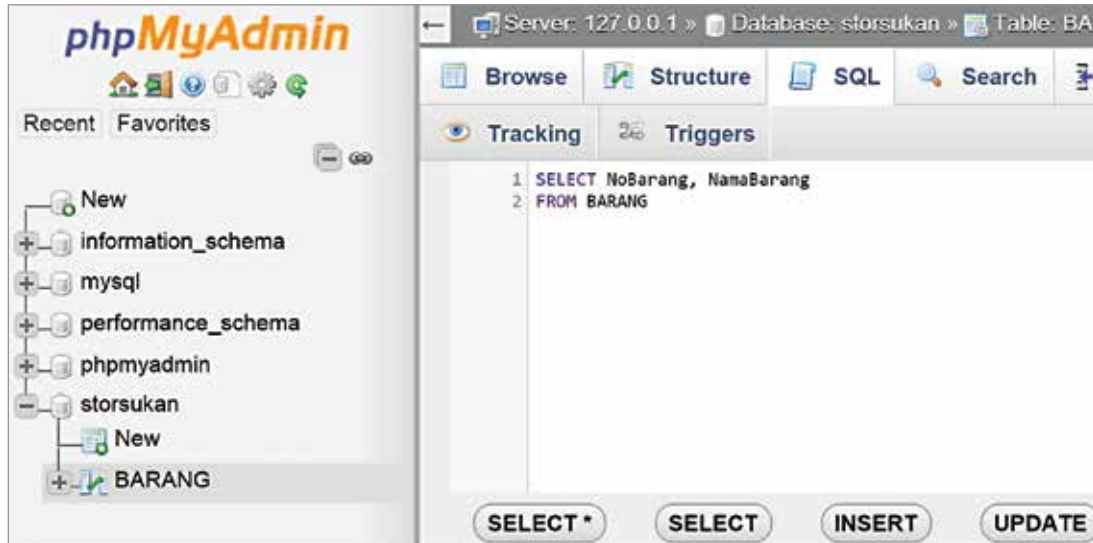 phpMyAdmin
Recent Favorites
New
information_schema
mysql
performance_schema
phpmyadmin
storsukan
New
BARANG
Server: 127.0.0.1 » Database: storsukan » Table: BA
Browse Structure SQL Search
Tracking Triggers
1 SELECT NoBarang, NamaBarang
2 FROM BARANG
SELECT * SELECT INSERT UPDATE